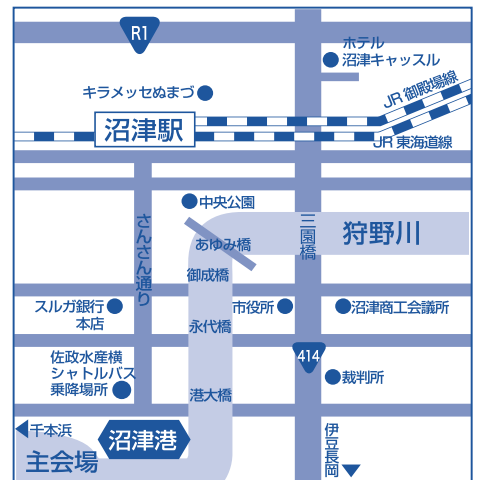 R1
ホテル
沼津キャッスル
キラメッセぬまづ
JR 御殿場線
沼津駅
JR 東海道線
中央公園
さんさん通り
あゆみ橋
三園橋
狩野川
御成橋
スルガ銀行
本店
市役所
沼津商工会議所
永代橋
佐政水産横
シャトルバス
乗降場所
414
裁判所
港大橋
千本浜
沼津港
主会場
伊豆長岡